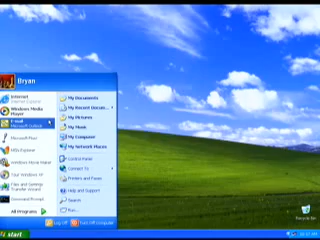 Bryan
Internet
Internet Explorer
My Documents
Windows Media
Player
My Recent Docum...
E-mail
Microsoft Outlook
My Pictures
My Music
My Computer
My Network Places
MSN Explorer
Windows Movie Maker
Control Panel
Connect To
Tour Windows XP
Printers and Faxes
Files and Settings
Transfer Wizard
Help and Support
Command Prompt
Search
Run...
All Programs
Log Off
Turn Off Computer
start
Recycle Bin